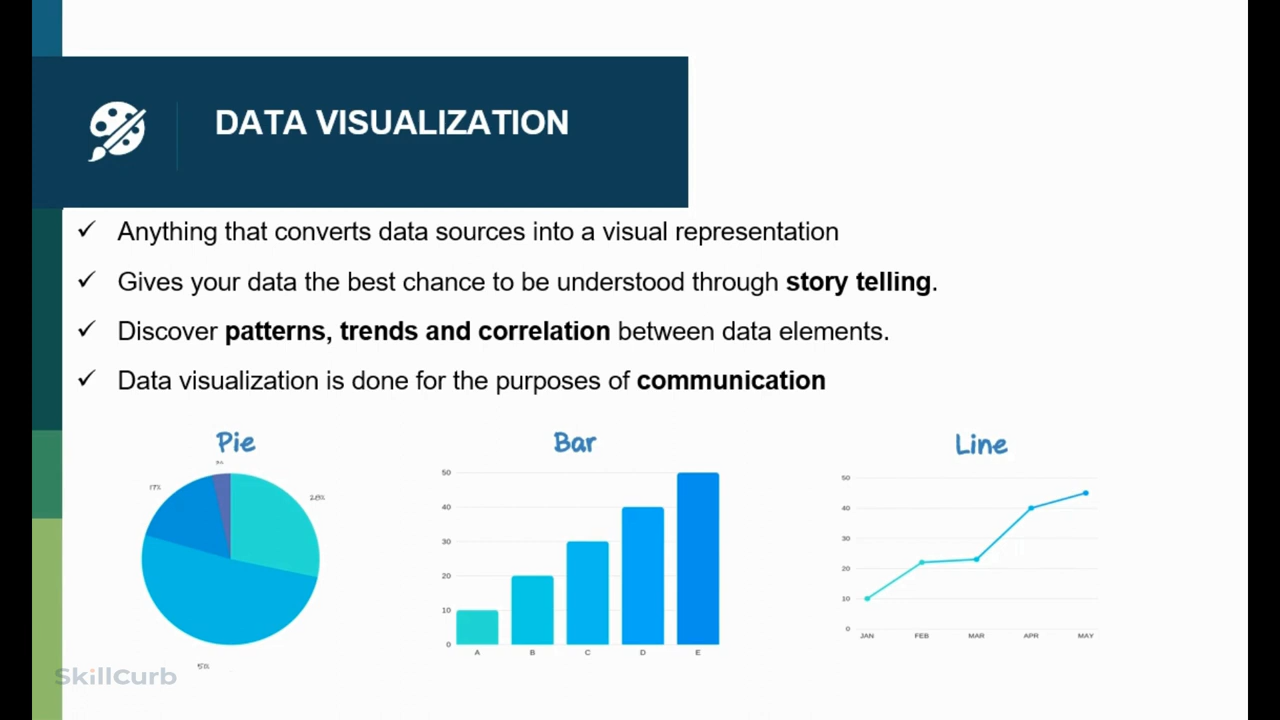 DATA VISUALIZATION
Anything that converts data sources into a visual representation
Gives your data the best chance to be understood through story telling.
Discover patterns, trends and correlation between data elements.
Data visualization is done for the purposes of communication
Pie
17%
51%
Bar
50
40
30
20
10
0
A B C D E
Line
50
40
30
20
10
0
JAN FEB MAR APR MAY
SkillCurb